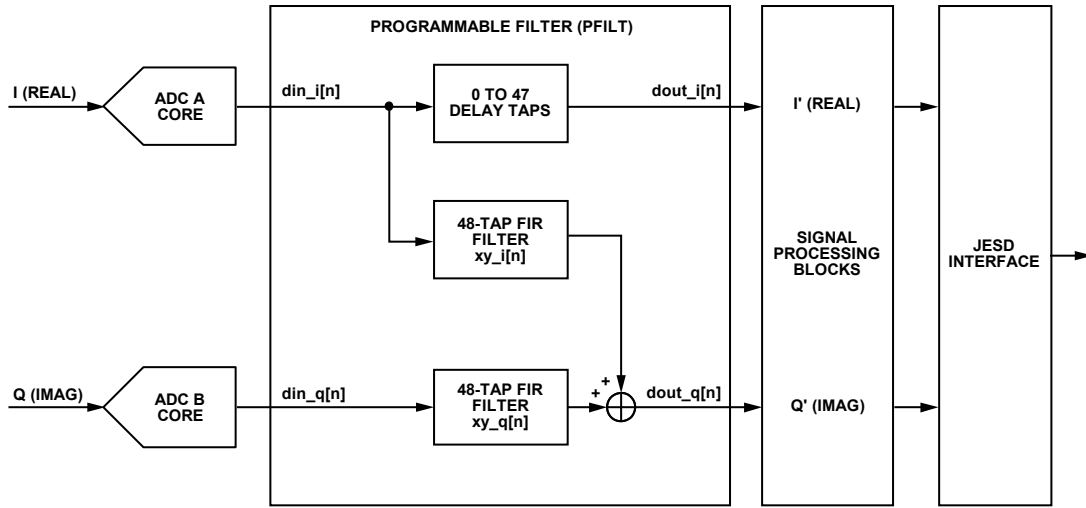 PROGRAMMABLE FILTER (PFILT)
I (REAL)
ADC A
CORE
din_i[n]
0 TO 47
DELAY TAPS
dout_i[n]
I' (REAL)
48-TAP FIR
FILTER
xy_i[n]
SIGNAL
PROCESSING
BLOCKS
JESD
INTERFACE
Q (IMAG)
ADC B
CORE
din_q[n]
48-TAP FIR
FILTER
xy_q[n]
+
+
dout_q[n]
Q' (IMAG)